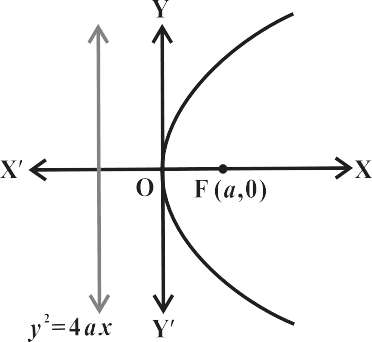 Y
X′
X
O
F (a,0)
y²=4ax
Y′